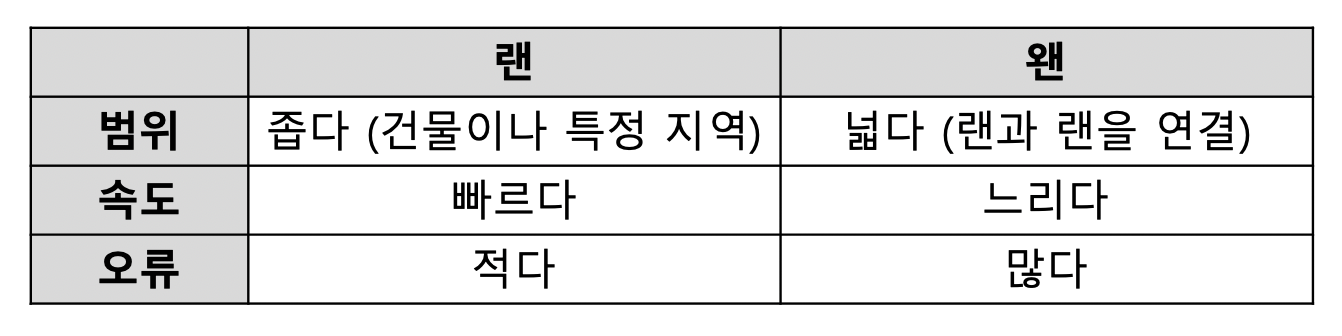 랜 왠
범위 좁다 (건물이나 특정 지역) 넓다 (랜과 랜을 연결)
속도 빠르다 느리다
오류 적다 많다